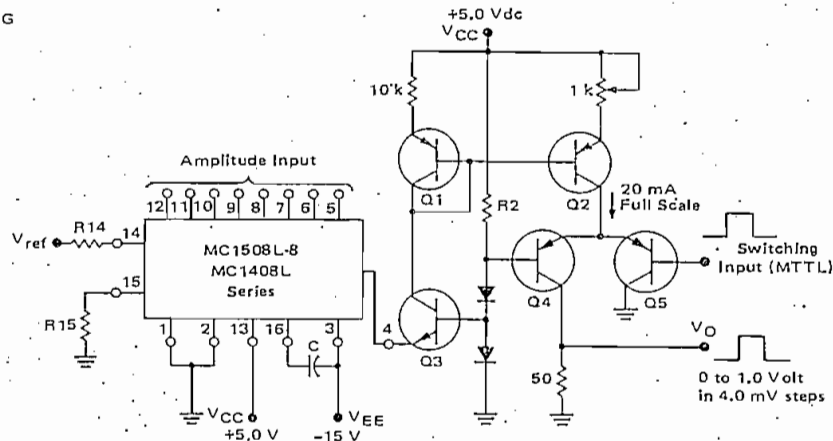 G
+5.0 Vdc
VCC
10 k
1 k
Amplitude Input
12 11 10 9 8 7 6 5
Q1
Q2
20 mA
Full Scale
R2
Vref
R14
14
MC1508L-8
MC1408L
Series
15
R15
1
2
13
16
3
4
C
Q3
Q4
Q5
Switching
Input (MTTL)
VO
50
0 to 1.0 Volt
in 4.0 mV steps
VCC
+5.0 V
VEE
-15 V